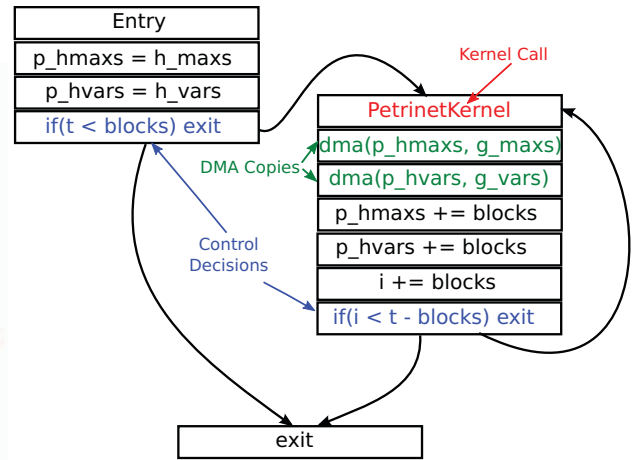 Entry
p_hmaxs = h_maxs
p_hvars = h_vars
if(t < blocks) exit
Kernel Call
PetrinetKernel
dma(p_hmaxs, g_maxs)
dma(p_hvars, g_vars)
p_hmaxs += blocks
p_hvars += blocks
i += blocks
if(i < t - blocks) exit
DMA Copies
Control
Decisions
exit